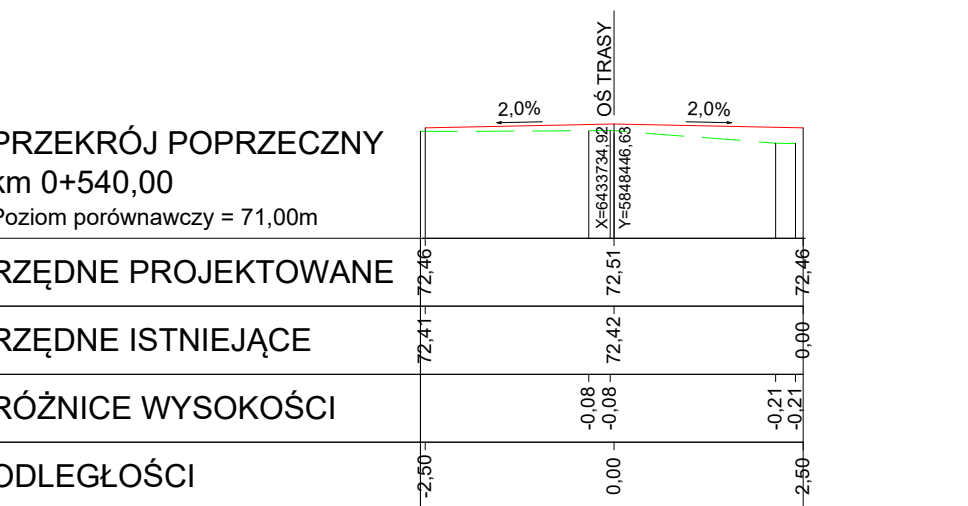 OŚ TRASY
2,0%
2,0%
X=6433734,92
Y=5848446,63
PRZEKRÓJ POPRZECZNY
km 0+540,00
Poziom porównawczy = 71,00m
RZĘDNE PROJEKTOWANE
72,46
72,51
72,46
RZĘDNE ISTNIEJĄCE
72,41
72,42
0,00
RÓŻNICE WYSOKOŚCI
-0,08
-0,08
-0,21
-0,21
ODLEGŁOŚCI
-2,50
0,00
2,50